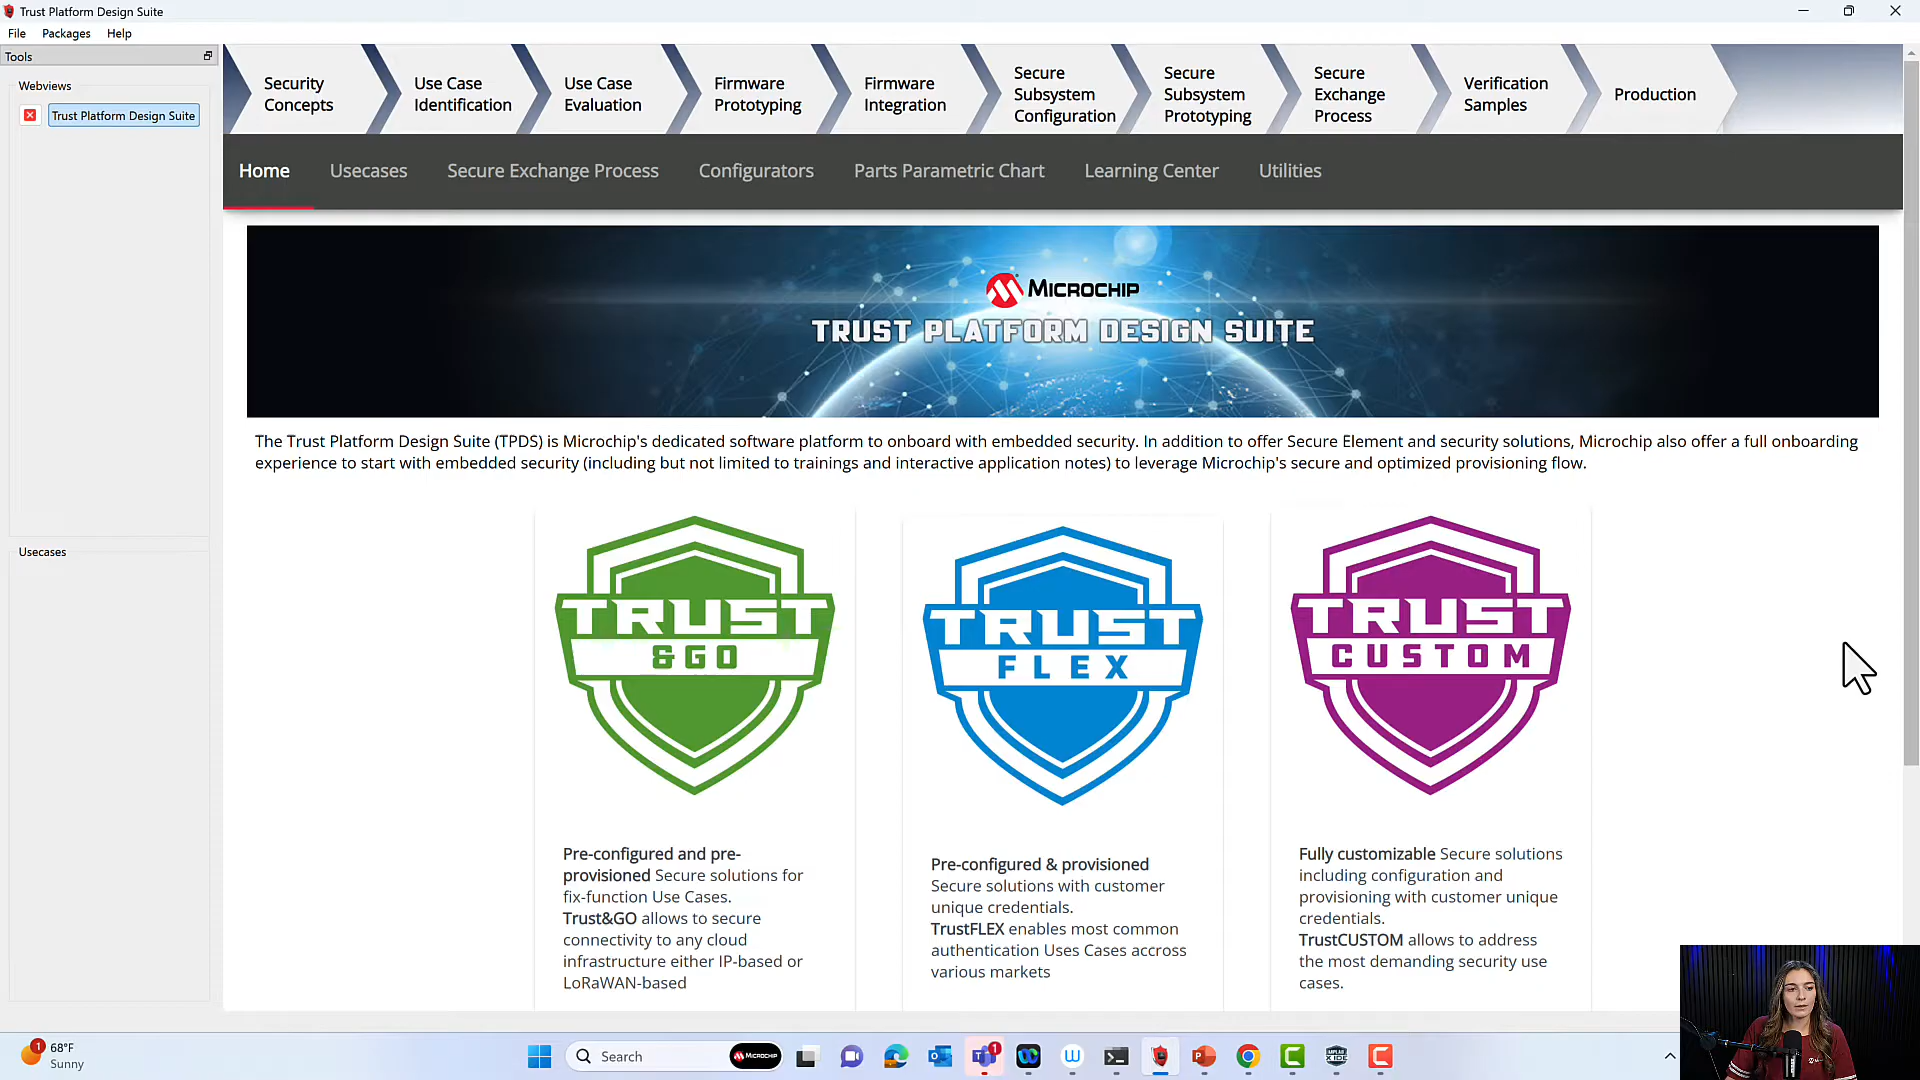 Trust Platform Design Suite
File Packages Help
Tools
Webviews
Trust Platform Design Suite
Usecases
Security
Concepts
Use Case
Identification
Use Case
Evaluation
Firmware
Prototyping
Firmware
Integration
Secure
Subsystem
Configuration
Secure
Subsystem
Prototyping
Secure
Exchange
Process
Verification
Samples
Production
Home Usecases Secure Exchange Process Configurators Parts Parametric Chart Learning Center Utilities
MICROCHIP
TRUST PLATFORM DESIGN SUITE
The Trust Platform Design Suite (TPDS) is Microchip's dedicated software platform to onboard with embedded security. In addition to offer Secure Element and security solutions, Microchip also offer a full onboarding
experience to start with embedded security (including but not limited to trainings and interactive application notes) to leverage Microchip's secure and optimized provisioning flow.
TRUST
&GO
Pre-configured and pre-
provisioned Secure solutions for
fix-function Use Cases.
Trust&GO allows to secure
connectivity to any cloud
infrastructure either IP-based or
LoRaWAN-based
TRUST
FLEX
Pre-configured & provisioned
Secure solutions with customer
unique credentials.
TrustFLEX enables most common
authentication Uses Cases accross
various markets
TRUST
CUSTOM
Fully customizable Secure solutions
including configuration and
provisioning with customer unique
credentials.
TrustCUSTOM allows to address
the most demanding security use
cases.
1
68°F
Sunny
Search
MICROCHIP
1